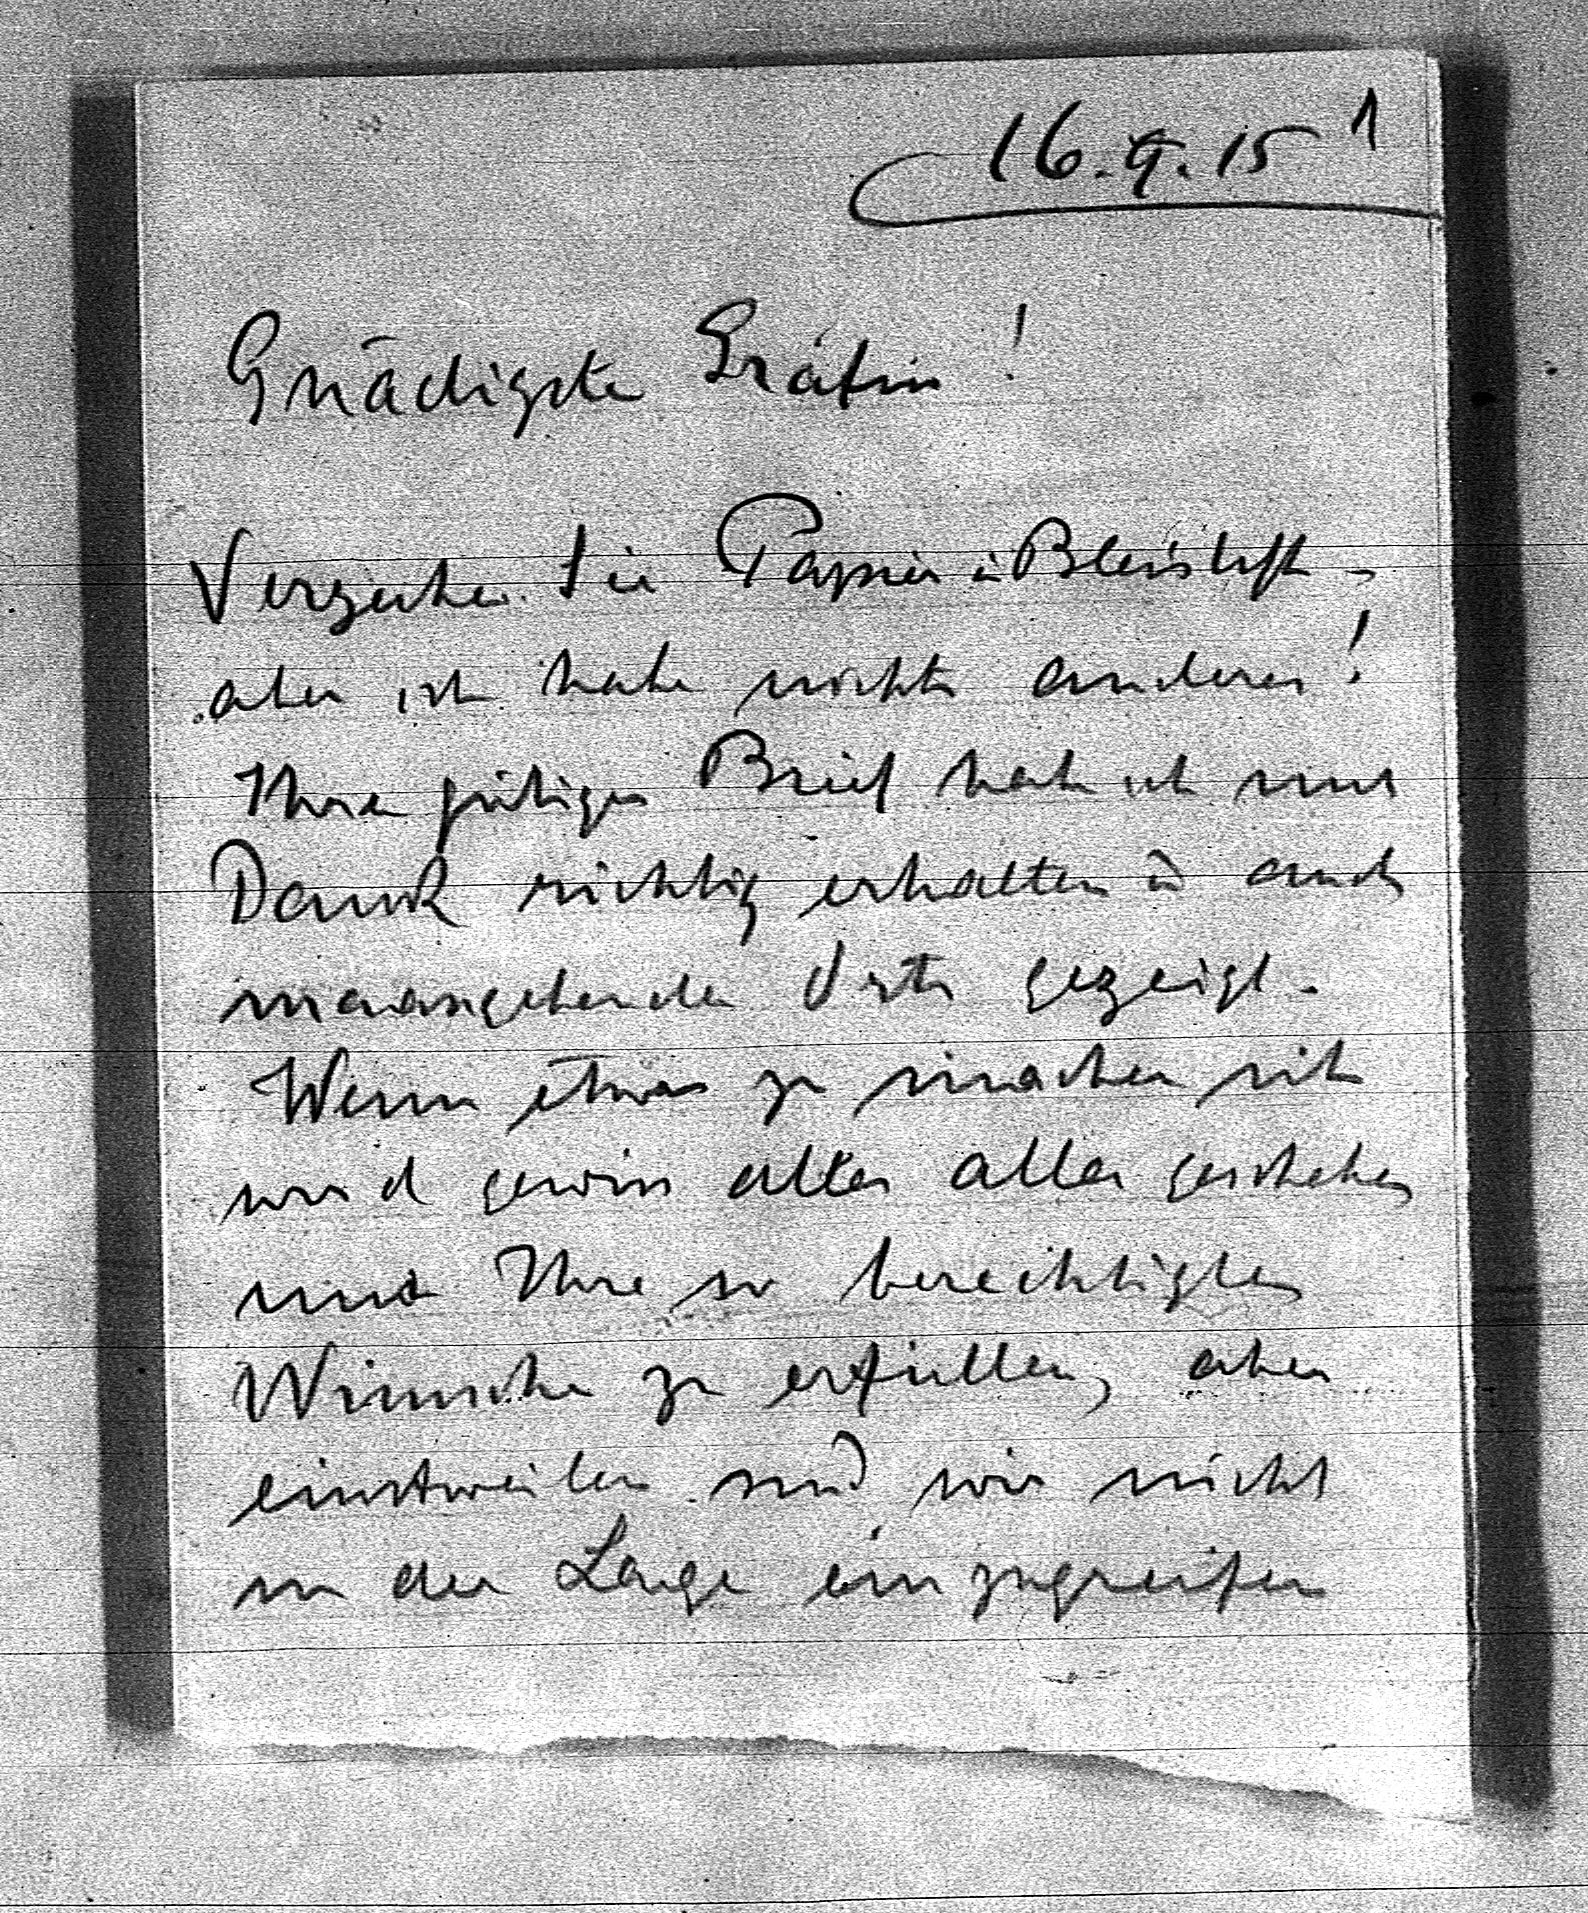 16.9.15 1
Gnädigste Gräfin!
Verzeihen Sie Papier u Bleistift -
aber ich habe nichts anderes!
Ihren gütigen Brief habe ich mit
Dank richtig erhalten u auch
maassgebenden Orts gezeigt.
Wenn etwas zu machen ist
wird gewiss alles alles geschehen
um Ihre so berechtigten
Wünsche zu erfüllen, aber
einstweilen sind wir nicht
in der Lage einzugreifen